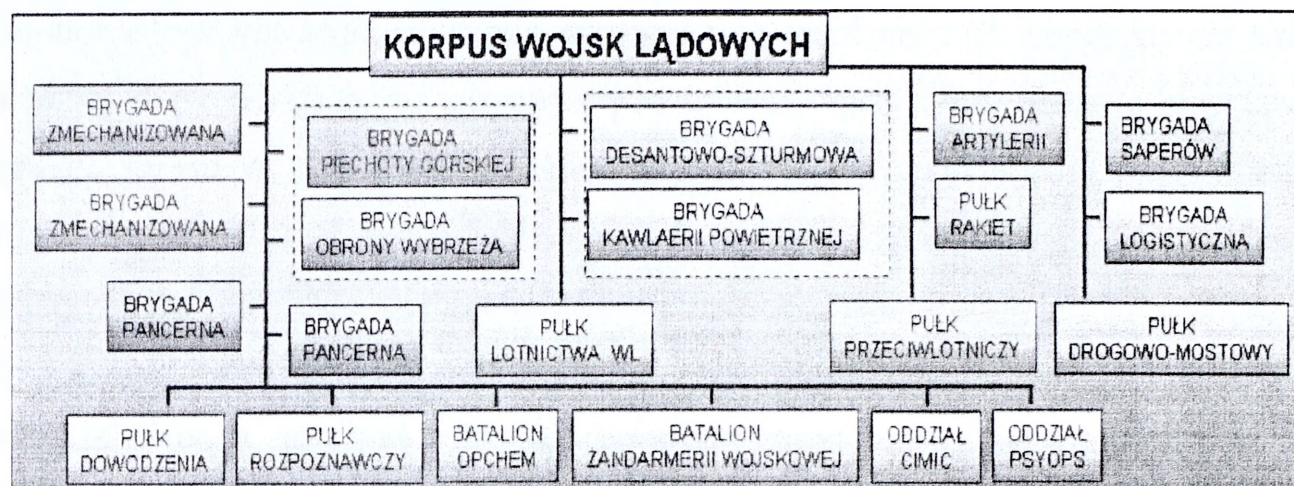 KORPUS WOJSK LĄDOWYCH
BRYGADA
ZMECHANIZOWANA
BRYGADA
PIECHOTY GÓRSKIEJ
BRYGADA
DESANTOWO-SZTURMOWA
BRYGADA
ARTYLERII
BRYGADA
SAPERÓW
BRYGADA
ZMECHANIZOWANA
BRYGADA
OBRONY WYBRZEŻA
BRYGADA
KAWLAERII POWIETRZNEJ
PUŁK
RAKIET
BRYGADA
LOGISTYCZNA
BRYGADA
PANCERNA
BRYGADA
PANCERNA
PUŁK
LOTNICTWA WL
PUŁK
PRZECIWLOTNICZY
PUŁK
DROGOWO-MOSTOWY
PUŁK
DOWODZENIA
PUŁK
ROZPOZNAWCZY
BATALION
OPCHEM
BATALION
ŻANDARMERII WOJSKOWEJ
ODDZIAŁ
CIMIC
ODDZIAŁ
PSYOPS